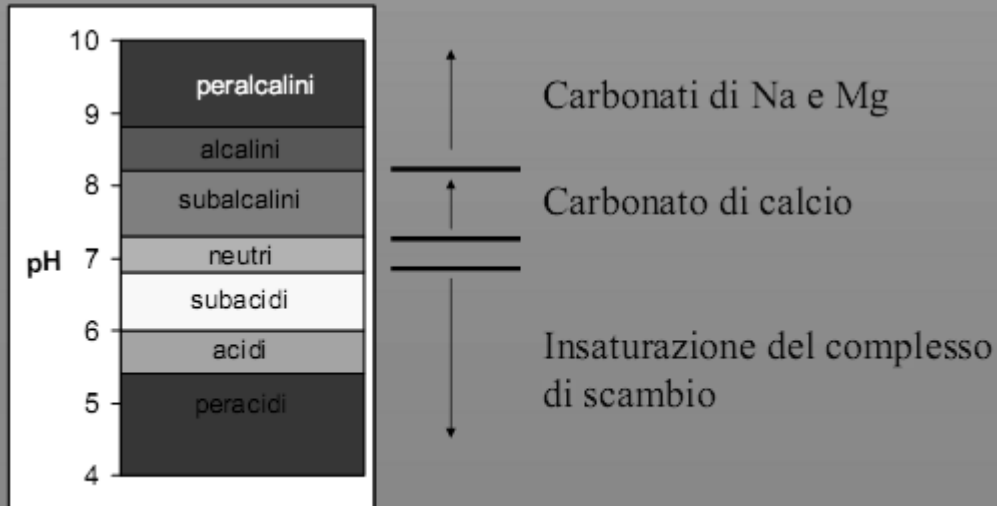 10
peralcalini
9
alcalini
8
subalcalini
pH
7
neutri
subacidi
6
acidi
5
peracidi
4
Carbonati di Na e Mg
Carbonato di calcio
Insaturazione del complesso
di scambio